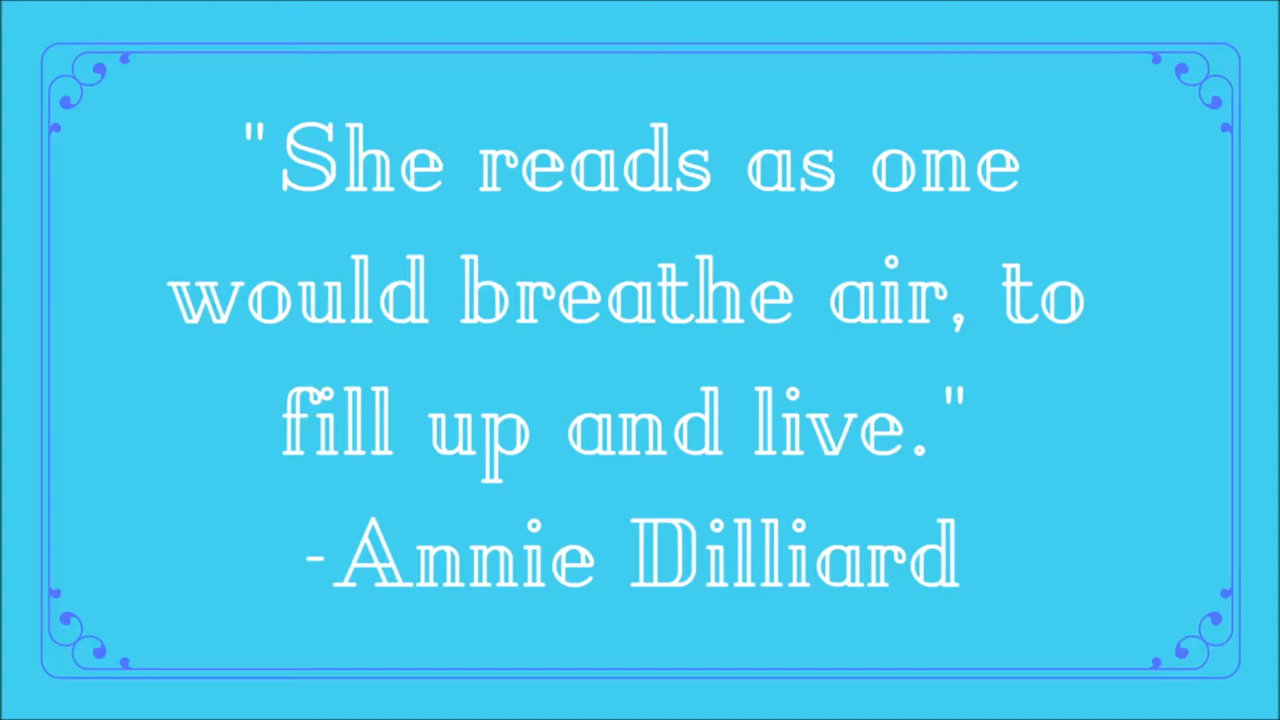 "She reads as one
would breathe air, to
fill up and live."
-Annie Dilliard